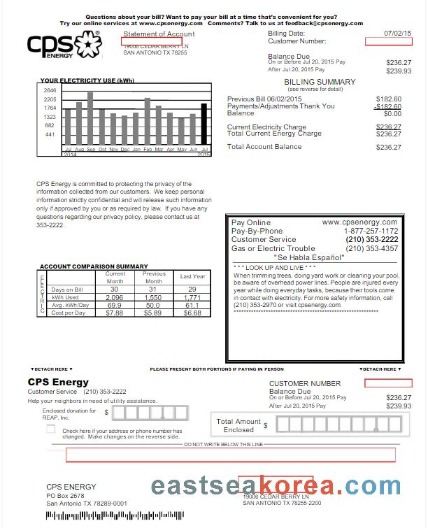 Questions about your bill? Want to pay your bill at a time that's convenient for you?
Try our online services at www.cpsenergy.com Comments? Talk to us at feedback@cpsenergy.com
cps ENERGY
Statement of Account
CEDAR BERRY LN
SAN ANTONIO TX 78255
Billing Date: 07/02/15
Customer Number:
Balance Due
On or Before Jul 20, 2015 Pay $236.27
After Jul 20, 2015 Pay $239.93
BILLING SUMMARY
(see reverse for detail)
Previous Bill 06/02/2015 $182.60
Payments/Adjustments Thank You -$182.60
Balance $0.00
Current Electricity Charge $236.27
Total Current Energy Charge $236.27
Total Account Balance $236.27
YOUR ELECTRICITY USE (kWh)
2646
2205
1764
1323
882
441
Jul Aug Sep Oct Nov Dec Jan Feb Mar Apr May Jun Jul
2014 2015
CPS Energy is committed to protecting the privacy of the
information collected from our customers. We keep personal
information strictly confidential and will release such information
only if approved by you or as required by law. If you have any
questions regarding our privacy policy, please contact us at
353-2222.
Pay Online www.cpsenergy.com
Pay-By-Phone 1-877-257-1172
Customer Service (210) 353-2222
Gas or Electric Trouble (210) 353-4357
"Se Habla Español"
**** LOOK UP AND LIVE ****
When trimming trees, doing yard work or cleaning your pool,
be aware of overhead power lines. People are injured every
year while doing everyday tasks, because their tools come
in contact with electricity. For more safety information, call
(210) 353-2970 or visit cpsenergy.com
ACCOUNT COMPARISON SUMMARY
ELECTRIC
Current Month Previous Month Last Year
Days on Bill 30 31 29
kWh Used 2,096 1,550 1,771
Avg. kWh/Day 69.9 50.0 61.1
Cost per Day $7.88 $5.89 $6.68
DETACH HERE PLEASE PRESENT BOTH PORTIONS IF PAYING IN PERSON DETACH HERE
CPS Energy
Customer Service (210) 353-2222
Help your neighbors in need of utility assistance.
Enclosed donation for REAP, Inc. $
Check here if your address or phone number has
changed. Make changes on the reverse side.
CUSTOMER NUMBER
Balance Due
On or Before Jul 20, 2015 Pay $236.27
After Jul 20, 2015 Pay $239.93
Total Amount Enclosed $
DO NOT WRITE BELOW THIS LINE
CPS ENERGY
PO Box 2678
San Antonio TX 78289-0001
eastseakorea.com
19006 CEDAR BERRY LN
SAN ANTONIO TX 78255-2200